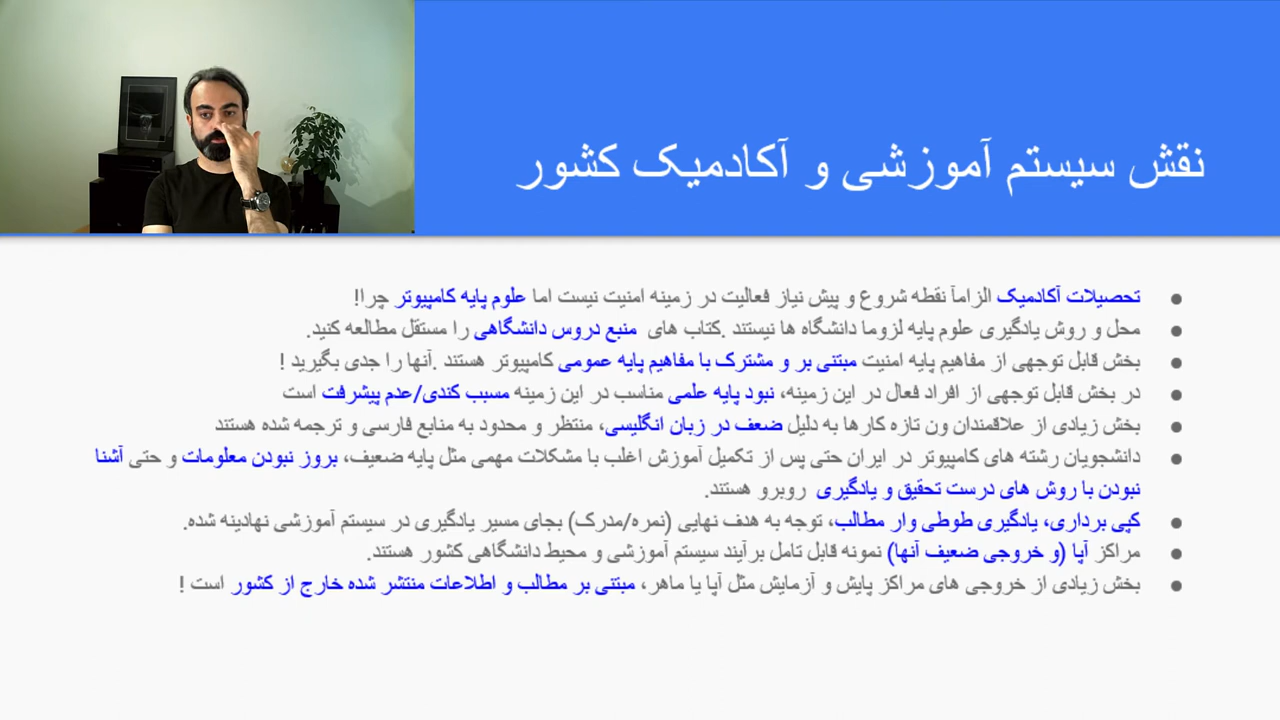 نقش سیستم آموزشی و آکادمیک کشور
● تحصیلات آکادمیک الزاماً نقطه شروع و پیش نیاز فعالیت در زمینه امنیت نیست اما علوم پایه کامپیوتر چرا!
● محل و روش یادگیری علوم پایه لزوما دانشگاه ها نیستند .کتاب های منبع دروس دانشگاهی را مستقل مطالعه کنید.
● بخش قابل توجهی از مفاهیم پایه امنیت مبتنی بر و مشترک با مفاهیم پایه عمومی کامپیوتر هستند .آنها را جدی بگیرید !
● در بخش قابل توجهی از افراد فعال در این زمینه، نبود پایه علمی مناسب در این زمینه مسبب کندی/عدم پیشرفت است
● بخش زیادی از علاقمندان ون تازه کارها به دلیل ضعف در زبان انگلیسی، منتظر و محدود به منابع فارسی و ترجمه شده هستند
● دانشجویان رشته های کامپیوتر در ایران حتی پس از تکمیل آموزش اغلب با مشکلات مهمی مثل پایه ضعیف، بروز نبودن معلومات و حتی آشنا
نبودن با روش های درست تحقیق و یادگیری روبرو هستند.
● کپی برداری، یادگیری طوطی وار مطالب، توجه به هدف نهایی (نمره/مدرک) بجای مسیر یادگیری در سیستم آموزشی نهادینه شده.
● مراکز آپا (و خروجی ضعیف آنها) نمونه قابل تامل برآیند سیستم آموزشی و محیط دانشگاهی کشور هستند.
● بخش زیادی از خروجی های مراکز پایش و آزمایش مثل آپا یا ماهر، مبتنی بر مطالب و اطلاعات منتشر شده خارج از کشور است !